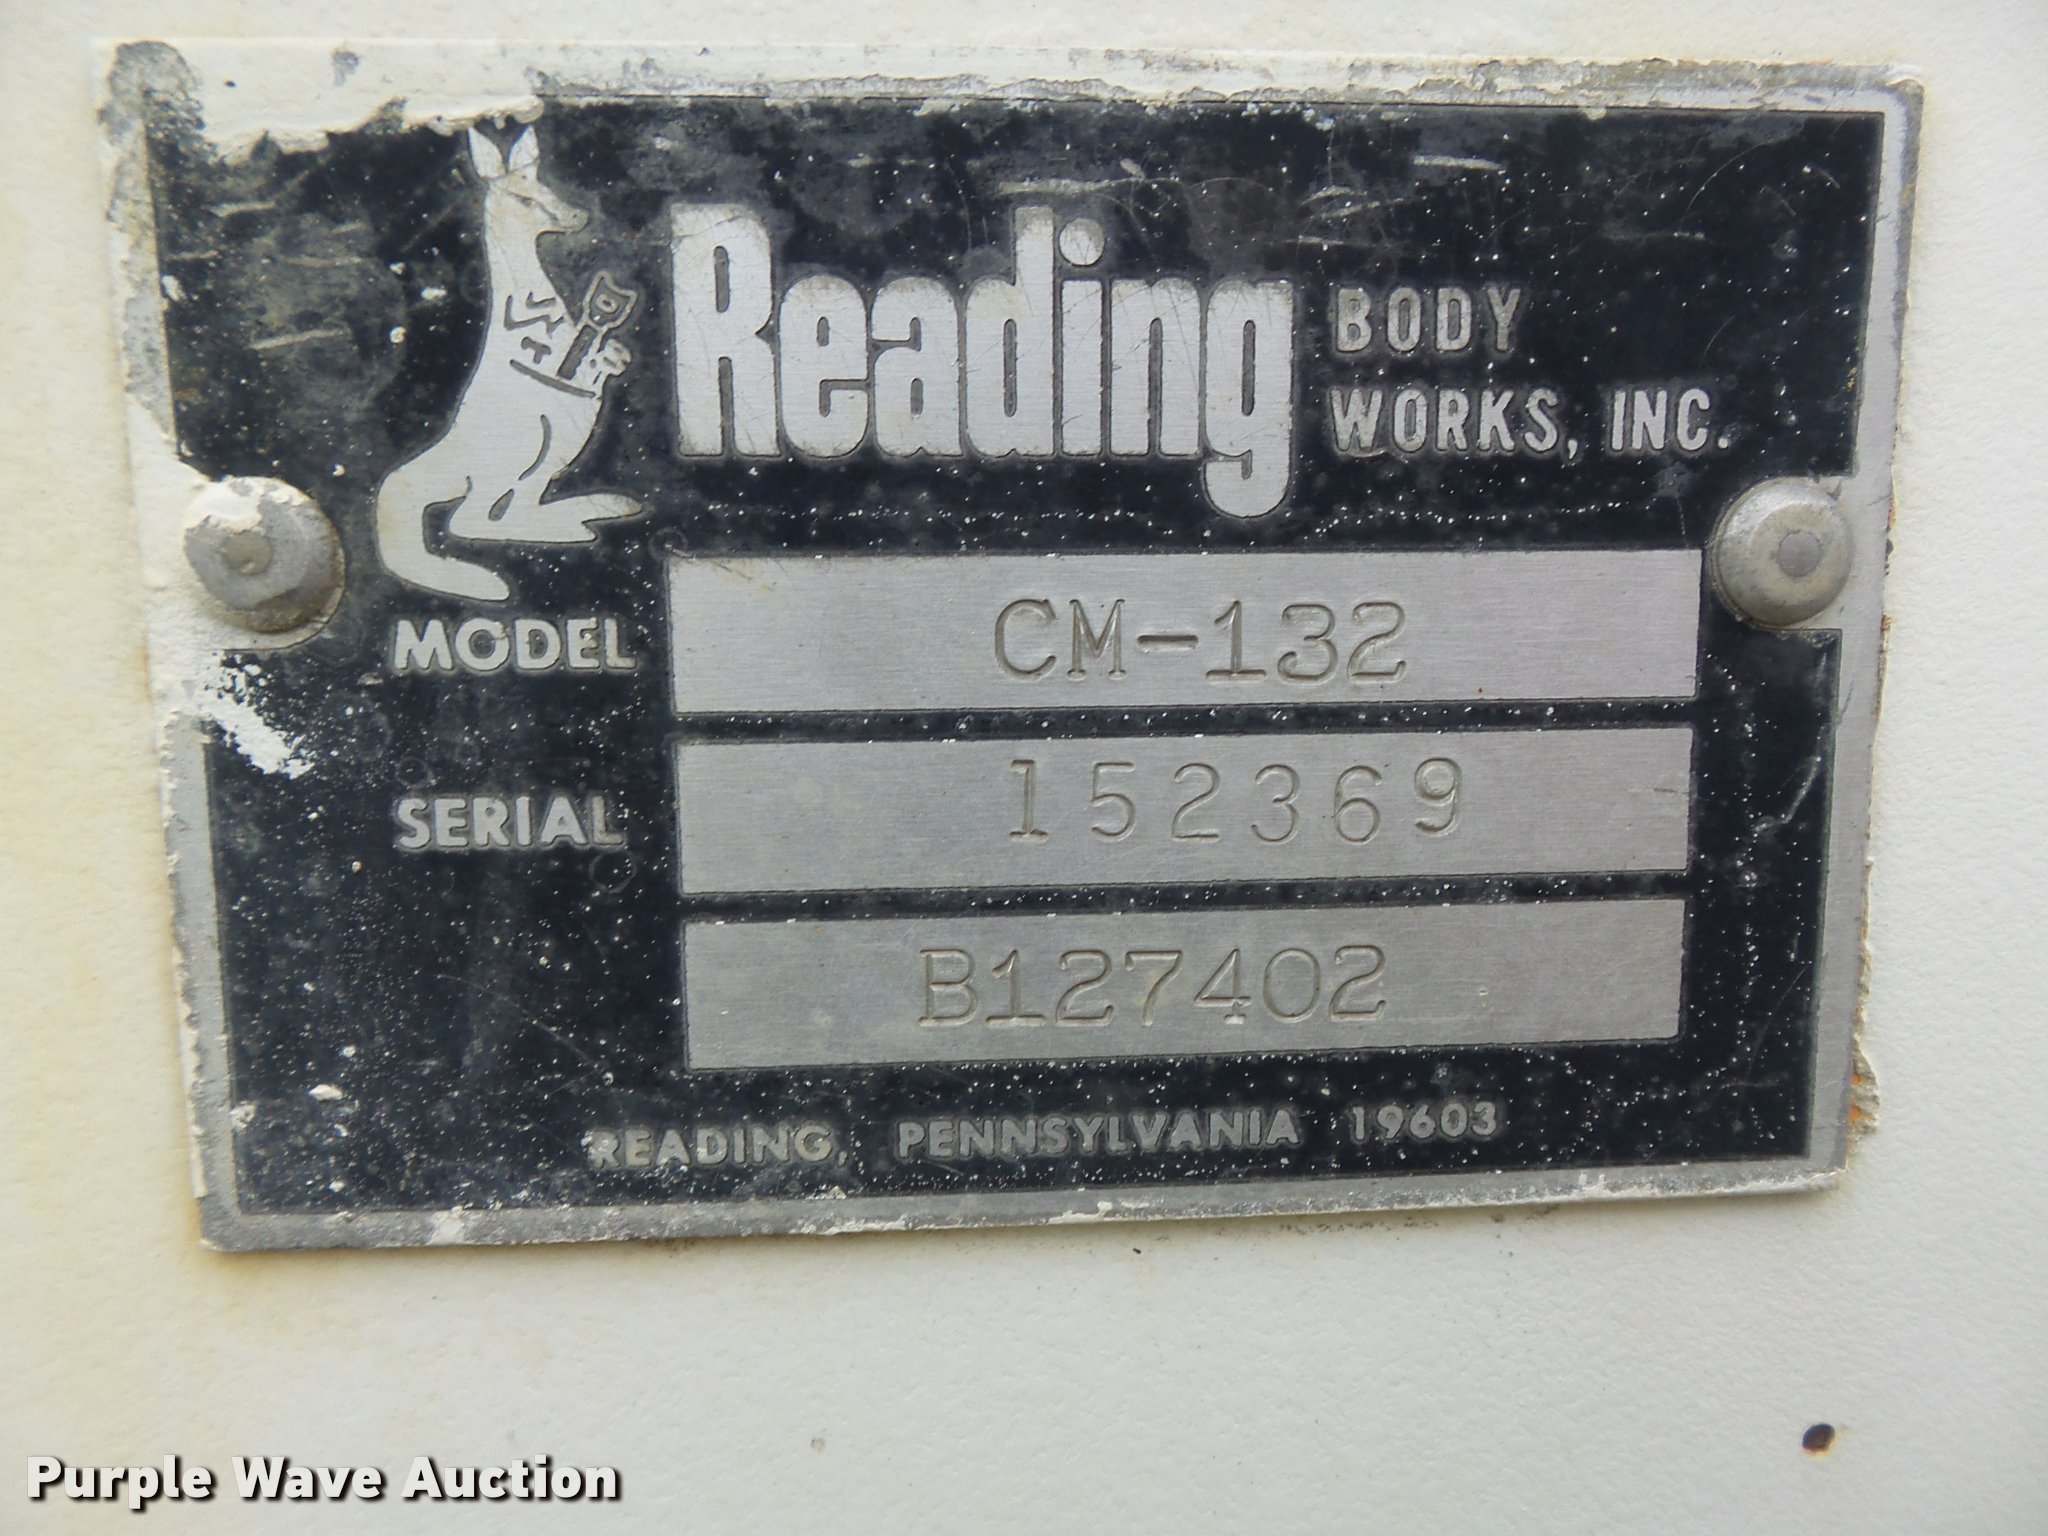 Reading BODY
WORKS, INC.
MODEL CM-132
SERIAL 152369
B127402
READING, PENNSYLVANIA 19603
Purple Wave Auction